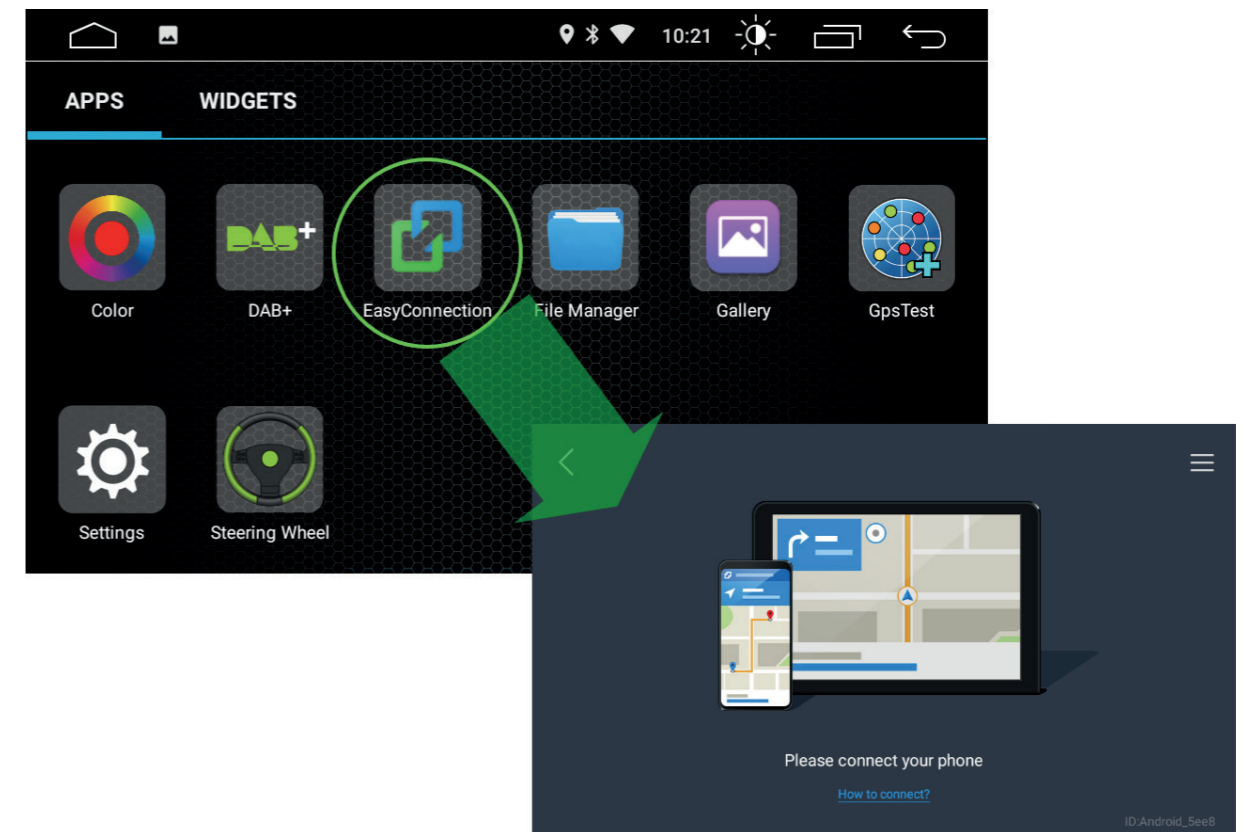 10:21
APPS WIDGETS
DAB+
Color DAB+ EasyConnection File Manager Gallery GpsTest
Settings Steering Wheel
Please connect your phone
How to connect?
ID:Android_5ee8